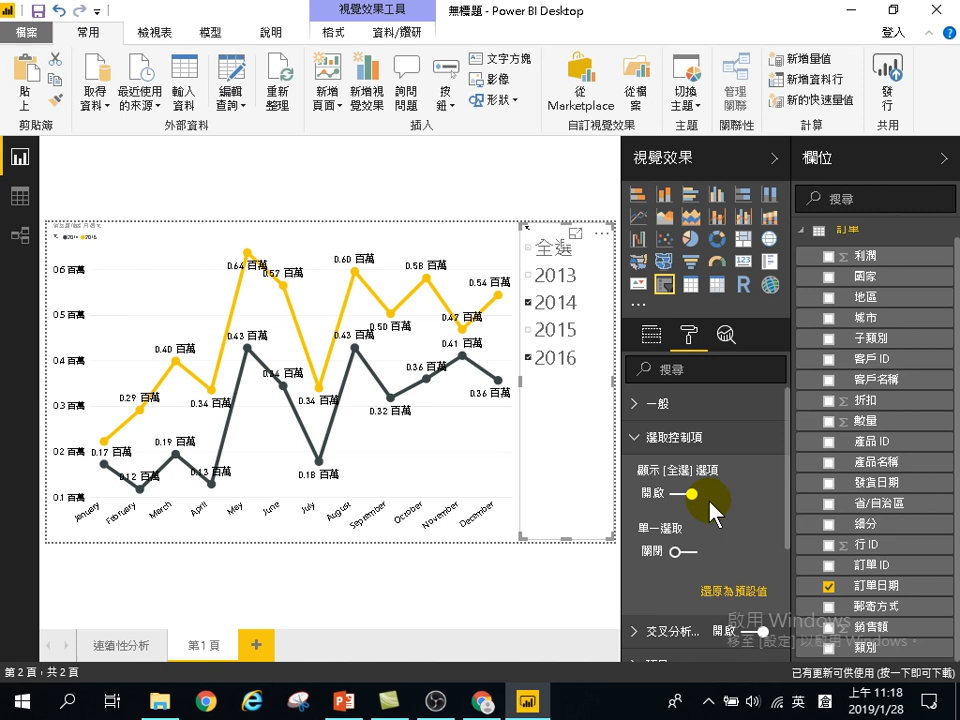 視覺效果工具
無標題 - Power BI Desktop
檔案
常用
檢視表
模型
說明
格式
資料/鑽研
登入
貼上
取得資料
最近使用的來源
輸入資料
編輯查詢
重新整理
新增頁面
新增視覺效果
詢問問題
按鈕
文字方塊
影像
形狀
從 Marketplace
從檔案
切換主題
管理關聯
新增量值
新增資料行
新的快速量值
發行
剪貼簿
外部資料
插入
自訂視覺效果
主題
關聯性
計算
共用
2014 2016
0.6 百萬
0.5 百萬
0.4 百萬
0.3 百萬
0.2 百萬
0.1 百萬
0.64 百萬
0.57 百萬
0.60 百萬
0.58 百萬
0.54 百萬
0.50 百萬
0.47 百萬
0.40 百萬
0.43 百萬
0.43 百萬
0.41 百萬
0.29 百萬
0.34 百萬
0.34 百萬
0.34 百萬
0.36 百萬
0.36 百萬
0.32 百萬
0.17 百萬
0.12 百萬
0.19 百萬
0.13 百萬
0.18 百萬
January
February
March
April
May
June
July
August
September
October
November
December
全選
2013
2014
2015
2016
視覺效果
搜尋
一般
選取控制項
顯示 [全選] 選項
開啟
單一選取
關閉
還原為預設值
交叉分析...
開啟
欄位
搜尋
訂單
利潤
國家
地區
城市
子類別
客戶 ID
客戶名稱
折扣
數量
產品 ID
產品名稱
發貨日期
省/自治區
細分
行 ID
訂單 ID
訂單日期
郵寄方式
銷售額
類別
啟用 Windows
移至 [設定] 以啟用 Windows。
連續性分析
第 1 頁
第 2 頁，共 2 頁
已有更新可供使用 (按一下即可下載)
英
上午 11:18
2019/1/28